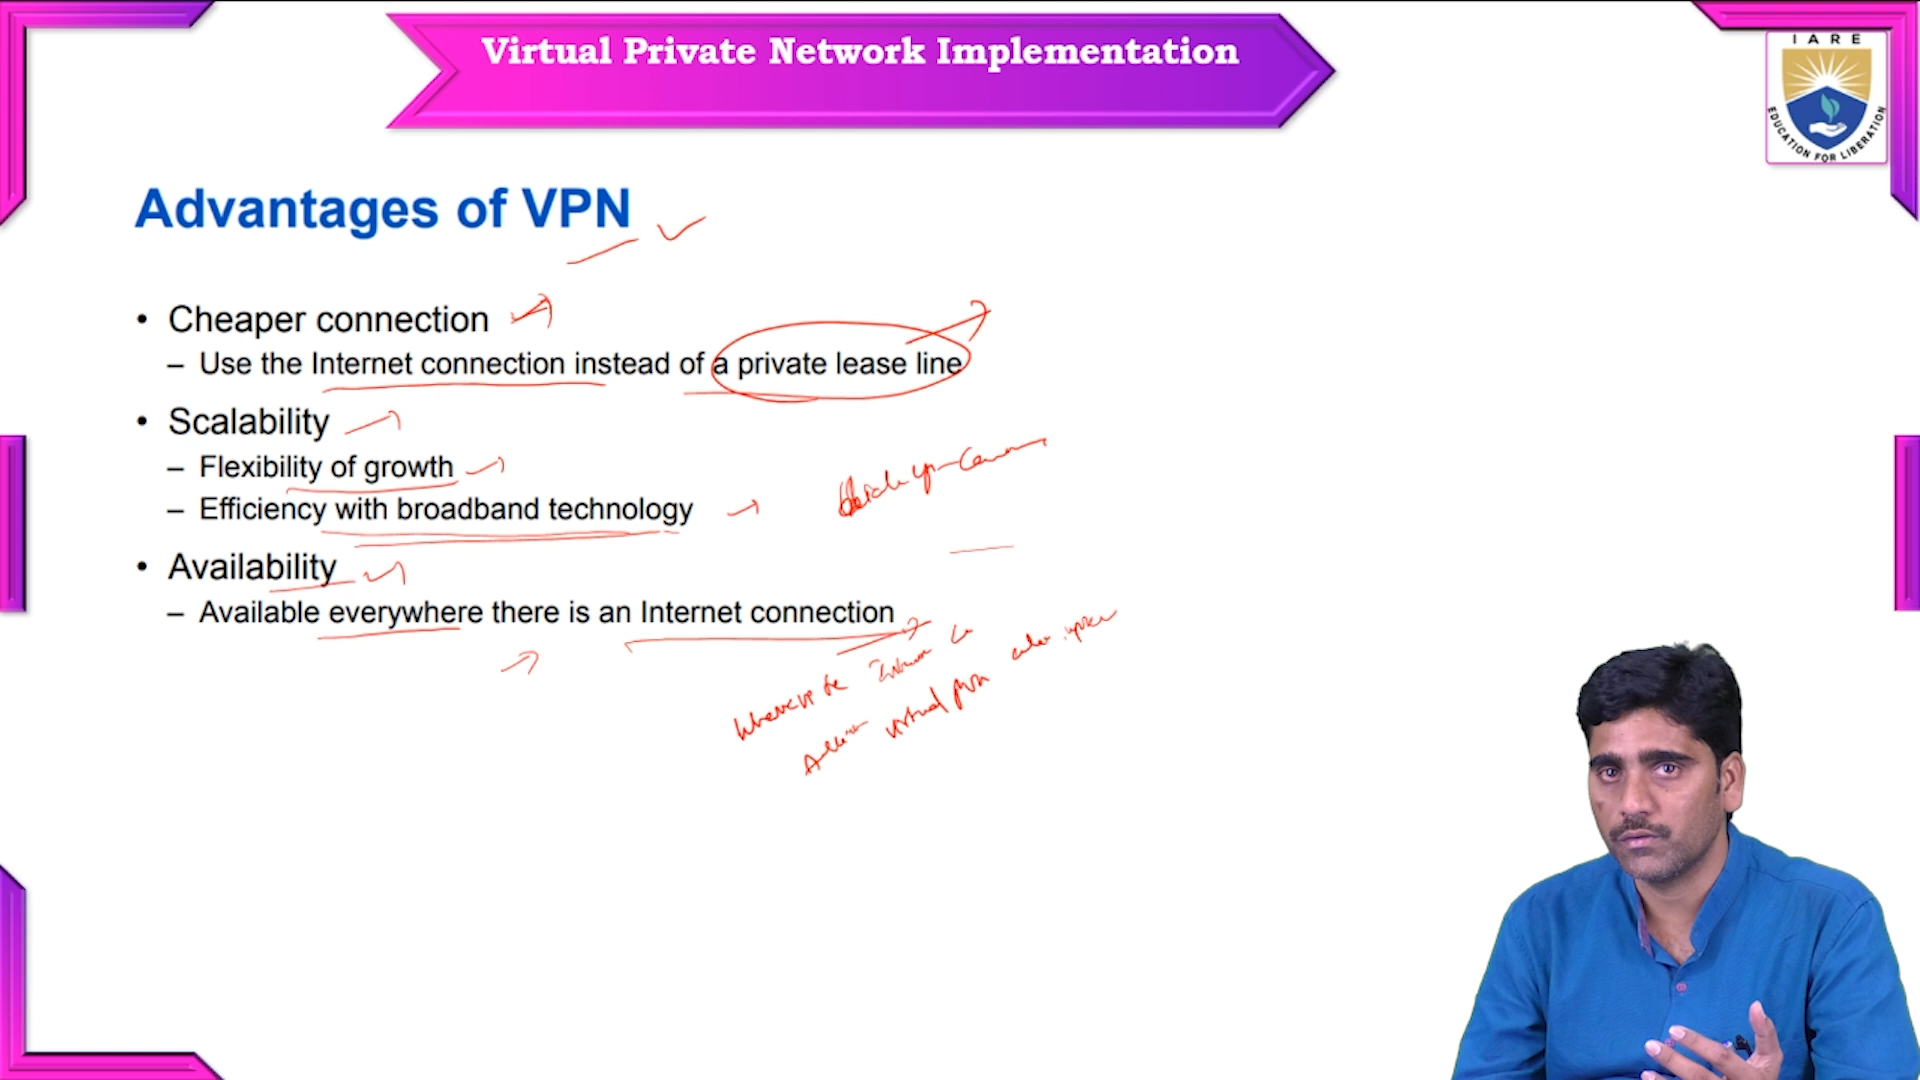 Virtual Private Network Implementation
IARE
EDUCATION FOR LIBERATION
Advantages of VPN
• Cheaper connection
– Use the Internet connection instead of a private lease line
• Scalability
– Flexibility of growth
– Efficiency with broadband technology
• Availability
– Available everywhere there is an Internet connection
virtual